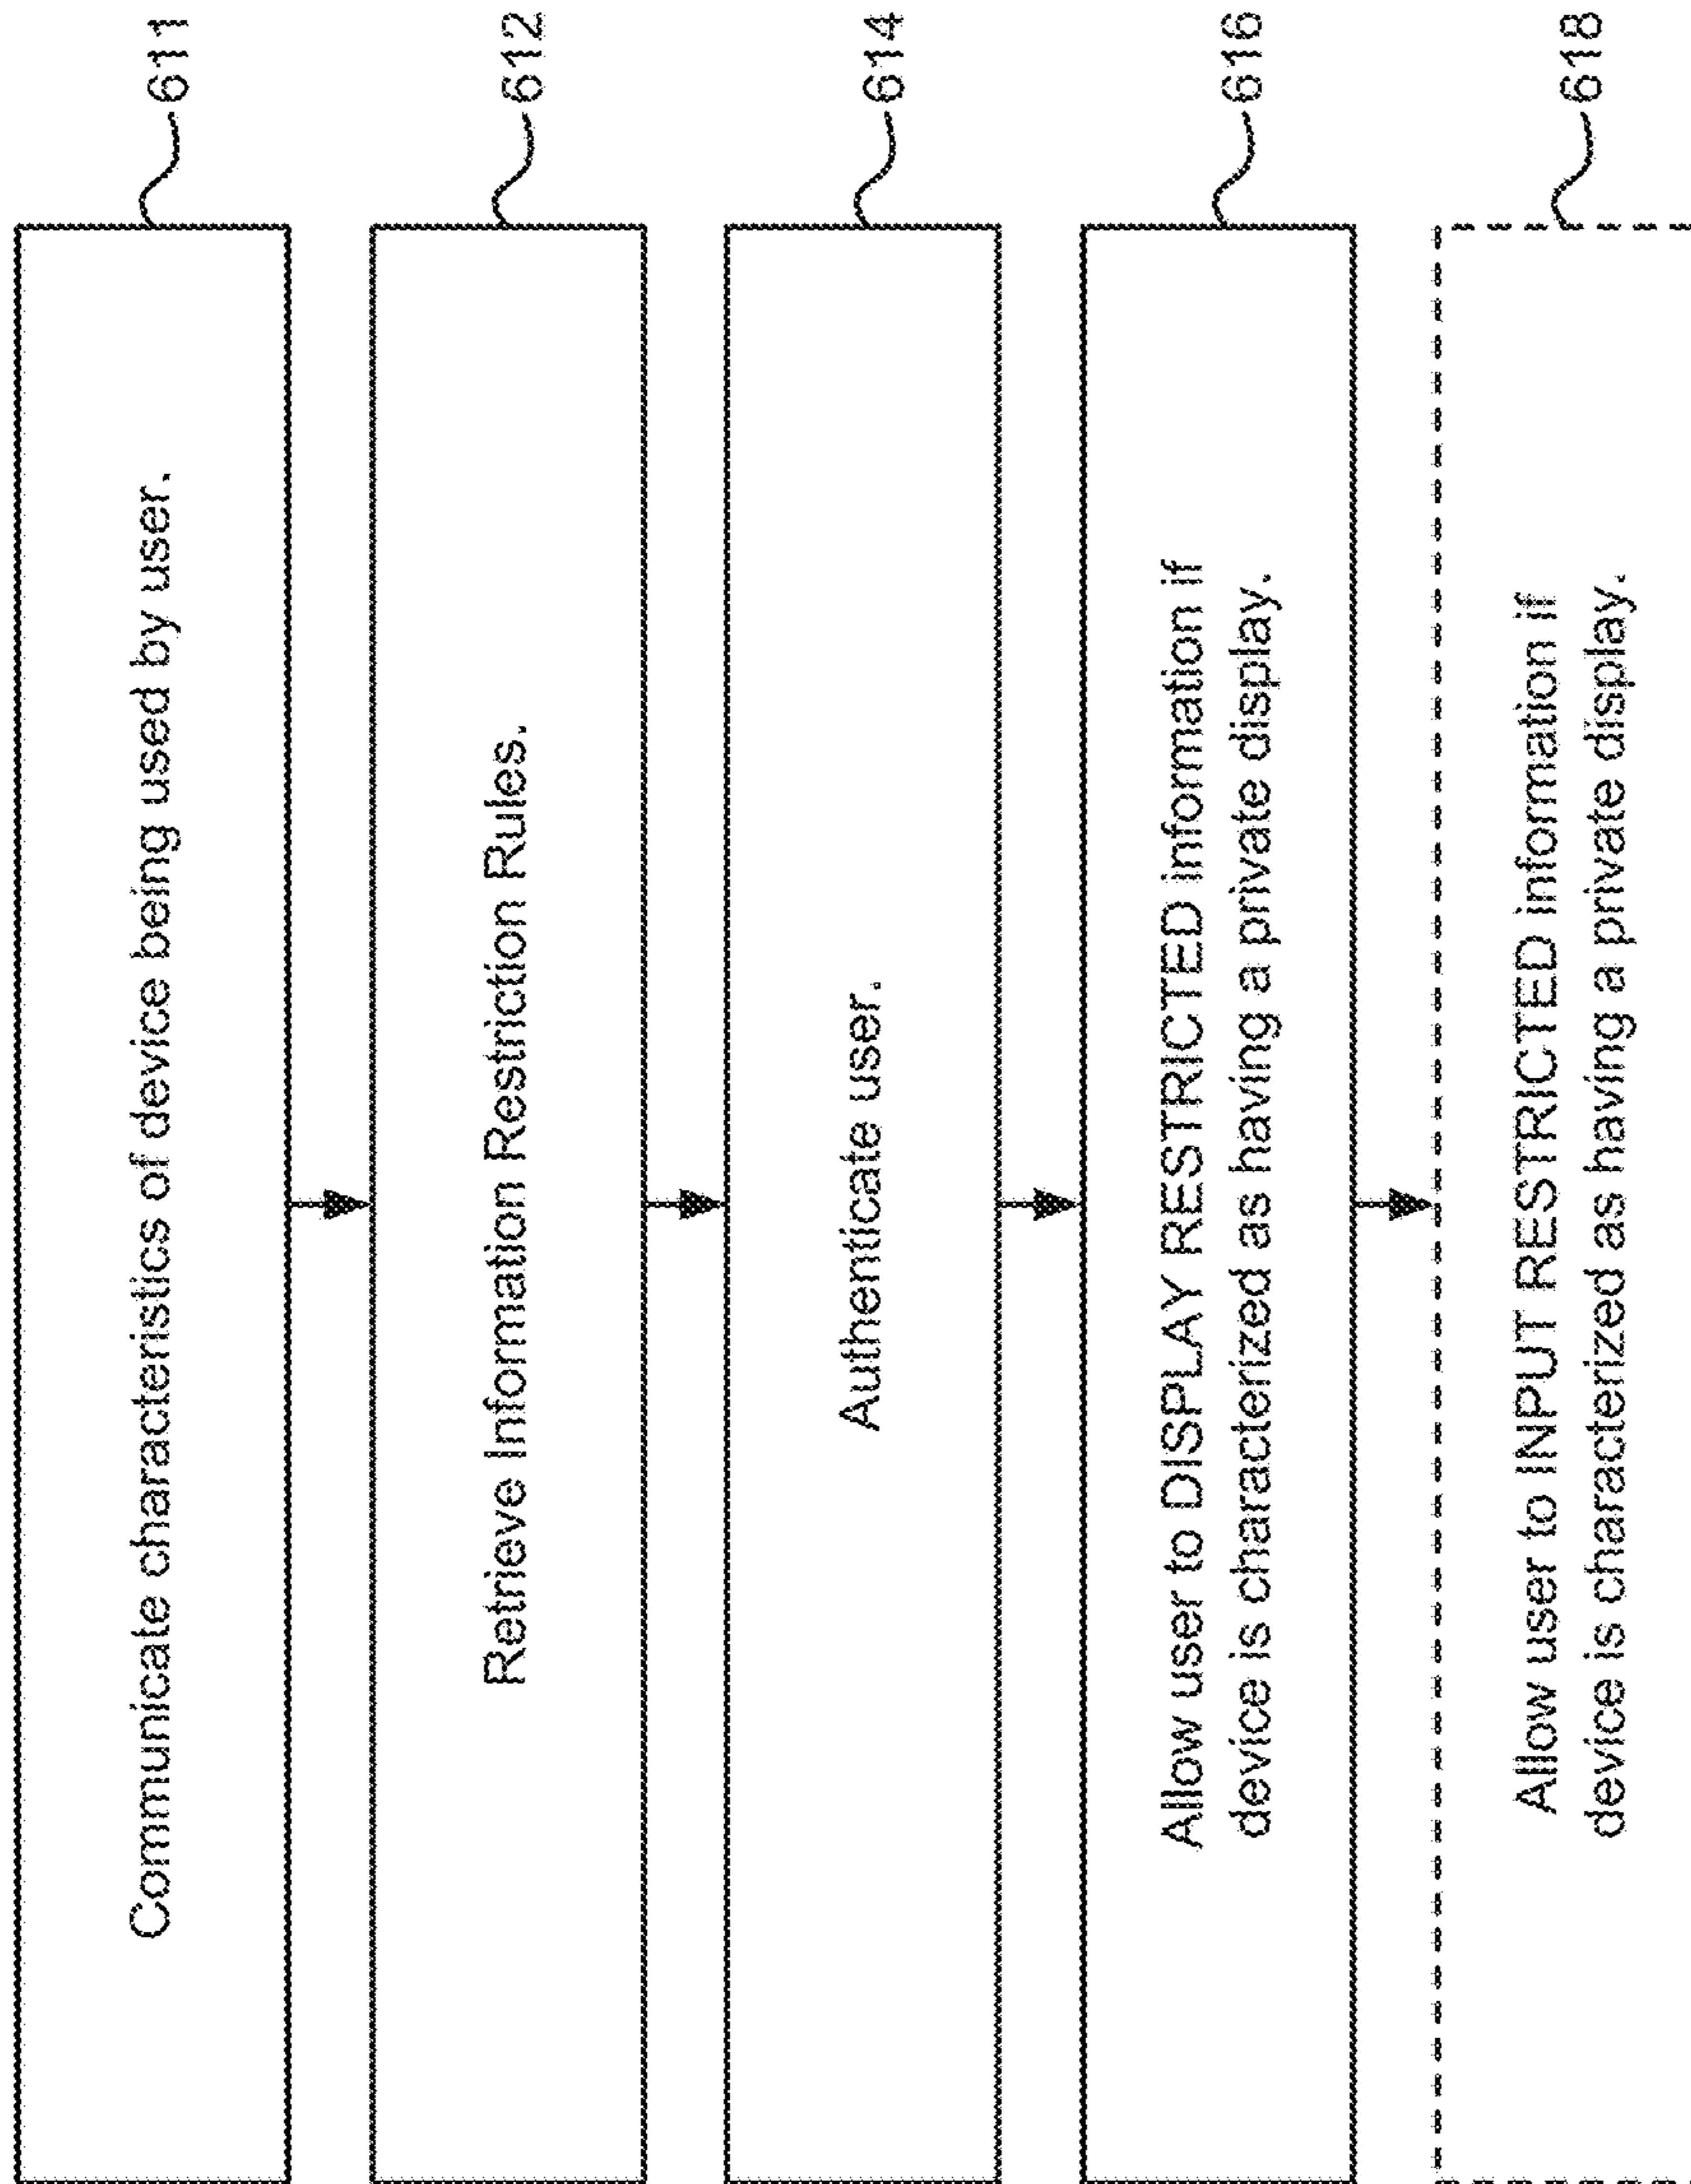 Communicate characteristics of device being used by user.
611
Retrieve Information Restriction Rules.
612
Authenticate user.
614
Allow user to DISPLAY RESTRICTED information if
device is characterized as having a private display.
616
Allow user to INPUT RESTRICTED information if
device is characterized as having a private display.
618